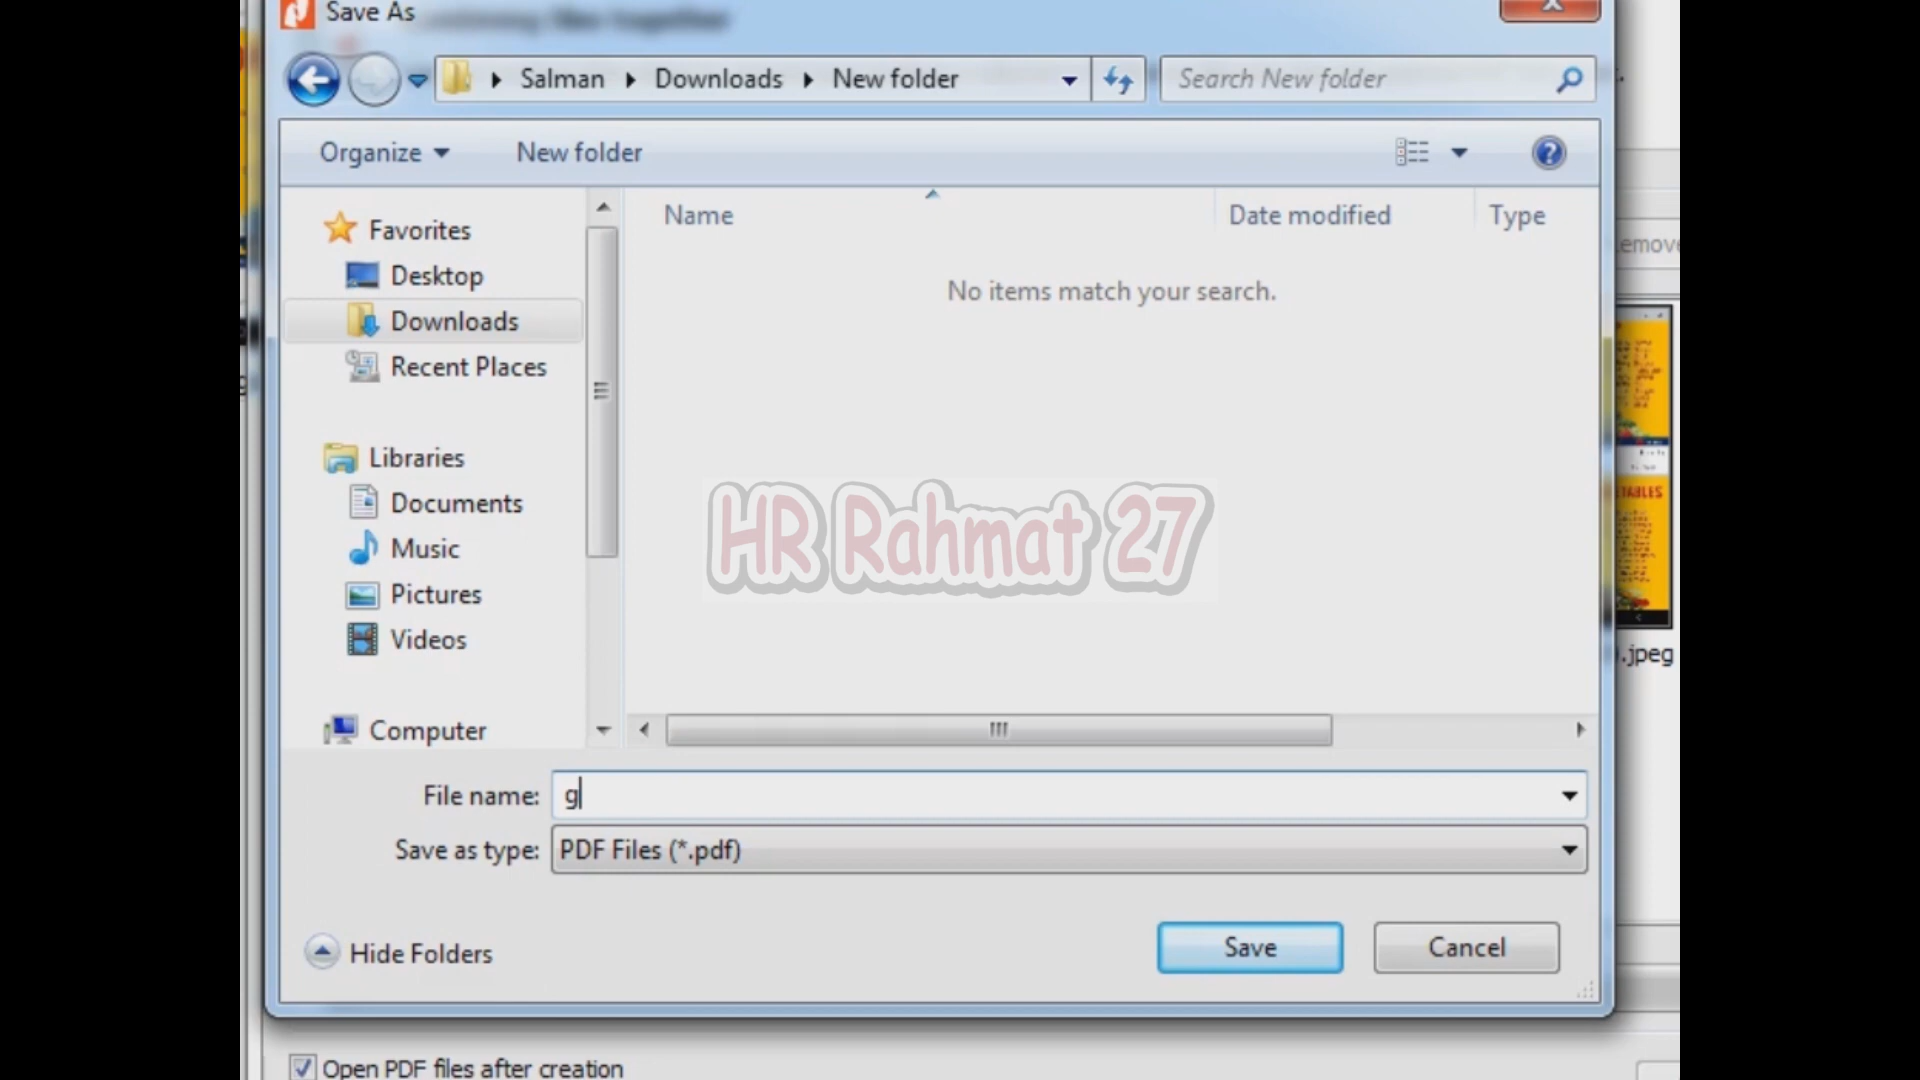 Save As
Salman
Downloads
New folder
Search New folder
Organize
New folder
Name
Date modified
Type
No items match your search.
Favorites
Desktop
Downloads
Recent Places
Libraries
Documents
Music
Pictures
Videos
Computer
HR Rahmat 27
.jpeg
File name: g
Save as type: PDF Files (*.pdf)
Hide Folders
Save
Cancel
Open PDF files after creation